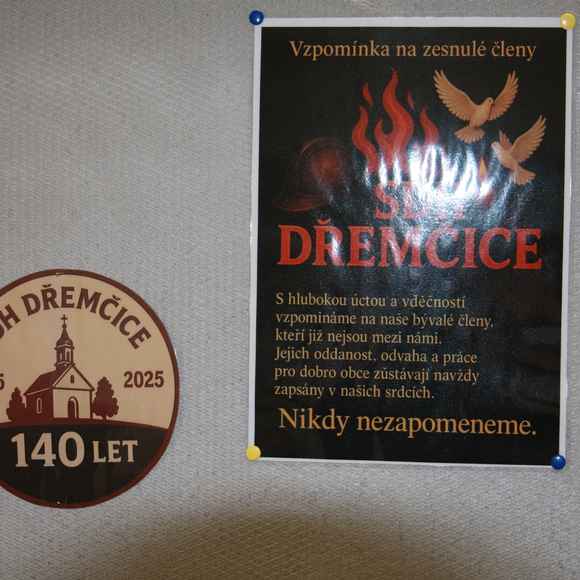 Vzpomínka na zesnulé členy
DŘEMČICE
S hlubokou úctou a vděčností
vzpomínáme na naše bývalé členy,
kteří již nejsou mezi námi.
Jejich oddanost, odvaha a práce
pro dobro obce zůstávají navždy
zapsány v našich srdcích.
Nikdy nezapomeneme.
DŘEMČICE
2025
140 LET